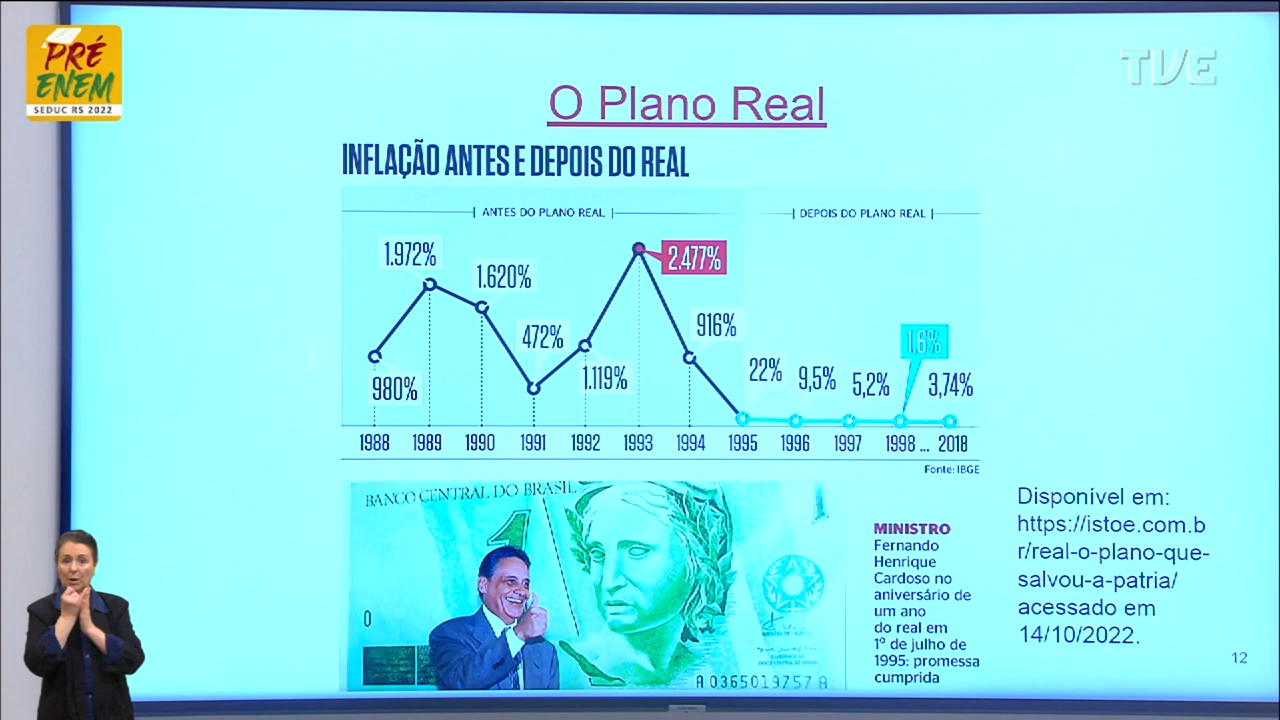 PRÉ
ENEM
SEDUC RS 2022
TVE
O Plano Real
INFLAÇÃO ANTES E DEPOIS DO REAL
ANTES DO PLANO REAL
DEPOIS DO PLANO REAL
1.972%
1.620%
2.477%
472%
916%
980%
1.119%
22%
9,5%
5,2%
1,6%
3,74%
1988 1989 1990 1991 1992 1993 1994 1995 1996 1997 1998 ... 2018
Fonte: IBGE
BANCO CENTRAL DO BRASIL
1
0
A 0365019757 A
MINISTRO
Fernando
Henrique
Cardoso no
aniversário de
um ano
do real em
1º de julho de
1995: promessa
cumprida
Disponível em:
https://istoe.com.b
r/real-o-plano-que-
salvou-a-patria/
acessado em
14/10/2022.
12